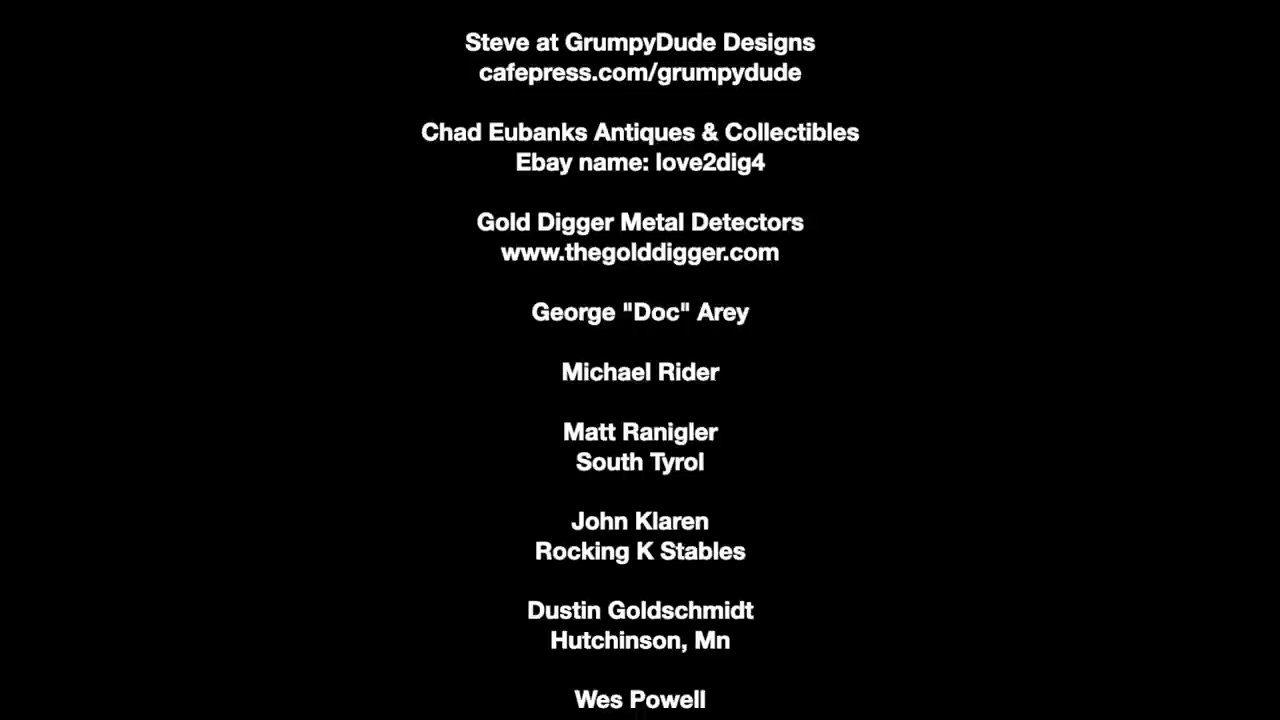 Steve at GrumpyDude Designs
cafepress.com/grumpydude
Chad Eubanks Antiques & Collectibles
Ebay name: love2dig4
Gold Digger Metal Detectors
www.thegolddigger.com
George "Doc" Arey
Michael Rider
Matt Ranigler
South Tyrol
John Klaren
Rocking K Stables
Dustin Goldschmidt
Hutchinson, Mn
Wes Powell